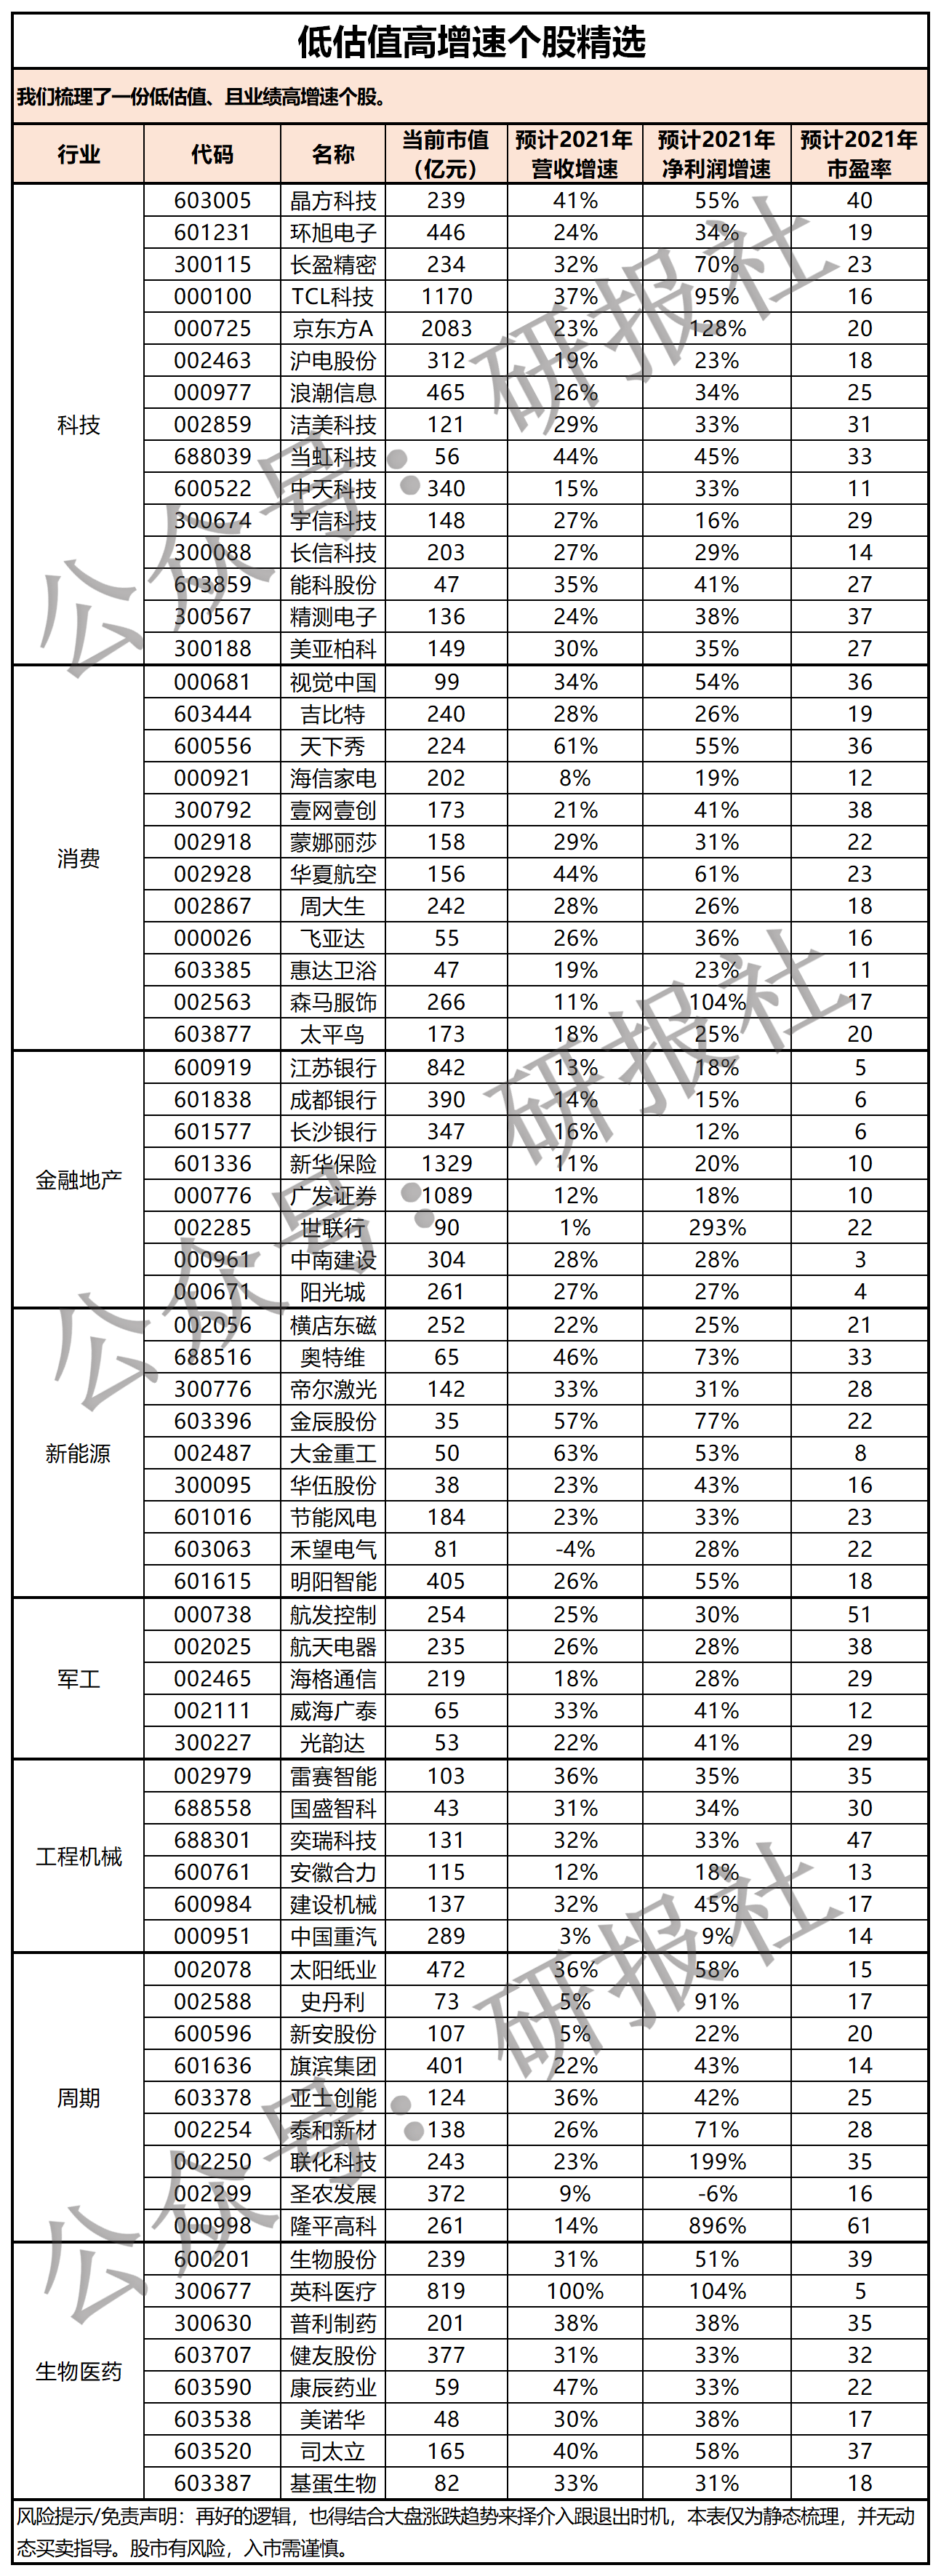 低估值高增速个股精选
我们梳理了一份低估值、且业绩高增速个股。
行业 代码 名称 当前市值（亿元） 预计2021年营收增速 预计2021年净利润增速 预计2021年市盈率
科技
603005 晶方科技 239 41% 55% 40
601231 环旭电子 446 24% 34% 19
300115 长盈精密 234 32% 70% 23
000100 TCL科技 1170 37% 95% 16
000725 京东方A 2083 23% 128% 20
002463 沪电股份 312 19% 23% 18
000977 浪潮信息 465 26% 34% 25
002859 洁美科技 121 29% 33% 31
688039 当虹科技 56 44% 45% 33
600522 中天科技 340 15% 33% 11
300674 宇信科技 148 27% 16% 29
300088 长信科技 203 27% 29% 14
603859 能科股份 47 35% 41% 27
300567 精测电子 136 24% 38% 37
300188 美亚柏科 149 30% 35% 27
消费
000681 视觉中国 99 34% 54% 36
603444 吉比特 240 28% 26% 19
600556 天下秀 224 61% 55% 36
000921 海信家电 202 8% 19% 12
300792 壹网壹创 173 21% 41% 38
002918 蒙娜丽莎 158 29% 31% 22
002928 华夏航空 156 44% 61% 23
002867 周大生 242 28% 26% 18
000026 飞亚达 55 26% 36% 16
603385 惠达卫浴 47 19% 23% 11
002563 森马服饰 266 11% 104% 17
603877 太平鸟 173 18% 25% 20
金融地产
600919 江苏银行 842 13% 18% 5
601838 成都银行 390 14% 15% 6
601577 长沙银行 347 16% 12% 6
601336 新华保险 1329 11% 20% 10
000776 广发证券 1089 12% 18% 10
002285 世联行 90 1% 293% 22
000961 中南建设 304 28% 28% 3
000671 阳光城 261 27% 27% 4
新能源
002056 横店东磁 252 22% 25% 21
688516 奥特维 65 46% 73% 33
300776 帝尔激光 142 33% 31% 28
603396 金辰股份 35 57% 77% 22
002487 大金重工 50 63% 53% 8
300095 华伍股份 38 23% 43% 16
601016 节能风电 184 23% 33% 23
603063 禾望电气 81 -4% 28% 22
601615 明阳智能 405 26% 55% 18
军工
000738 航发控制 254 25% 30% 51
002025 航天电器 235 26% 28% 38
002465 海格通信 219 18% 28% 29
002111 威海广泰 65 33% 41% 12
300227 光韵达 53 22% 41% 29
工程机械
002979 雷赛智能 103 36% 35% 35
688558 国盛智科 43 31% 34% 30
688301 奕瑞科技 131 32% 33% 47
600761 安徽合力 115 12% 18% 13
600984 建设机械 137 32% 45% 17
000951 中国重汽 289 3% 9% 14
周期
002078 太阳纸业 472 36% 58% 15
002588 史丹利 73 5% 91% 17
600596 新安股份 107 5% 22% 20
601636 旗滨集团 401 22% 43% 14
603378 亚士创能 124 36% 42% 25
002254 泰和新材 138 26% 71% 28
002250 联化科技 243 23% 199% 35
002299 圣农发展 372 9% -6% 16
000998 隆平高科 261 14% 896% 61
生物医药
600201 生物股份 239 31% 51% 39
300677 英科医疗 819 100% 104% 5
300630 普利制药 201 38% 38% 35
603707 健友股份 377 31% 33% 32
603590 康辰药业 59 47% 33% 22
603538 美诺华 48 30% 38% 17
603520 司太立 165 40% 58% 37
603387 基蛋生物 82 33% 31% 18
风险提示/免责声明：再好的逻辑，也得结合大盘涨跌趋势来择介入跟退出时机，本表仅为静态梳理，并无动
态买卖指导。股市有风险，入市需谨慎。
公众号：研报社
公众号：研报社
公众号：研报社